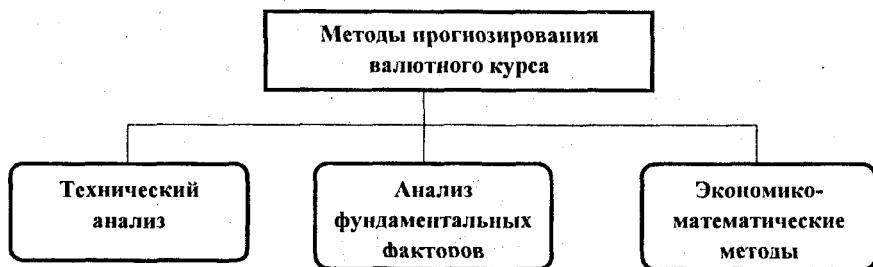 Методы прогнозирования
валютного курса
Технический
анализ
Анализ
фундаментальных
факторов
Экономико-
математические
методы